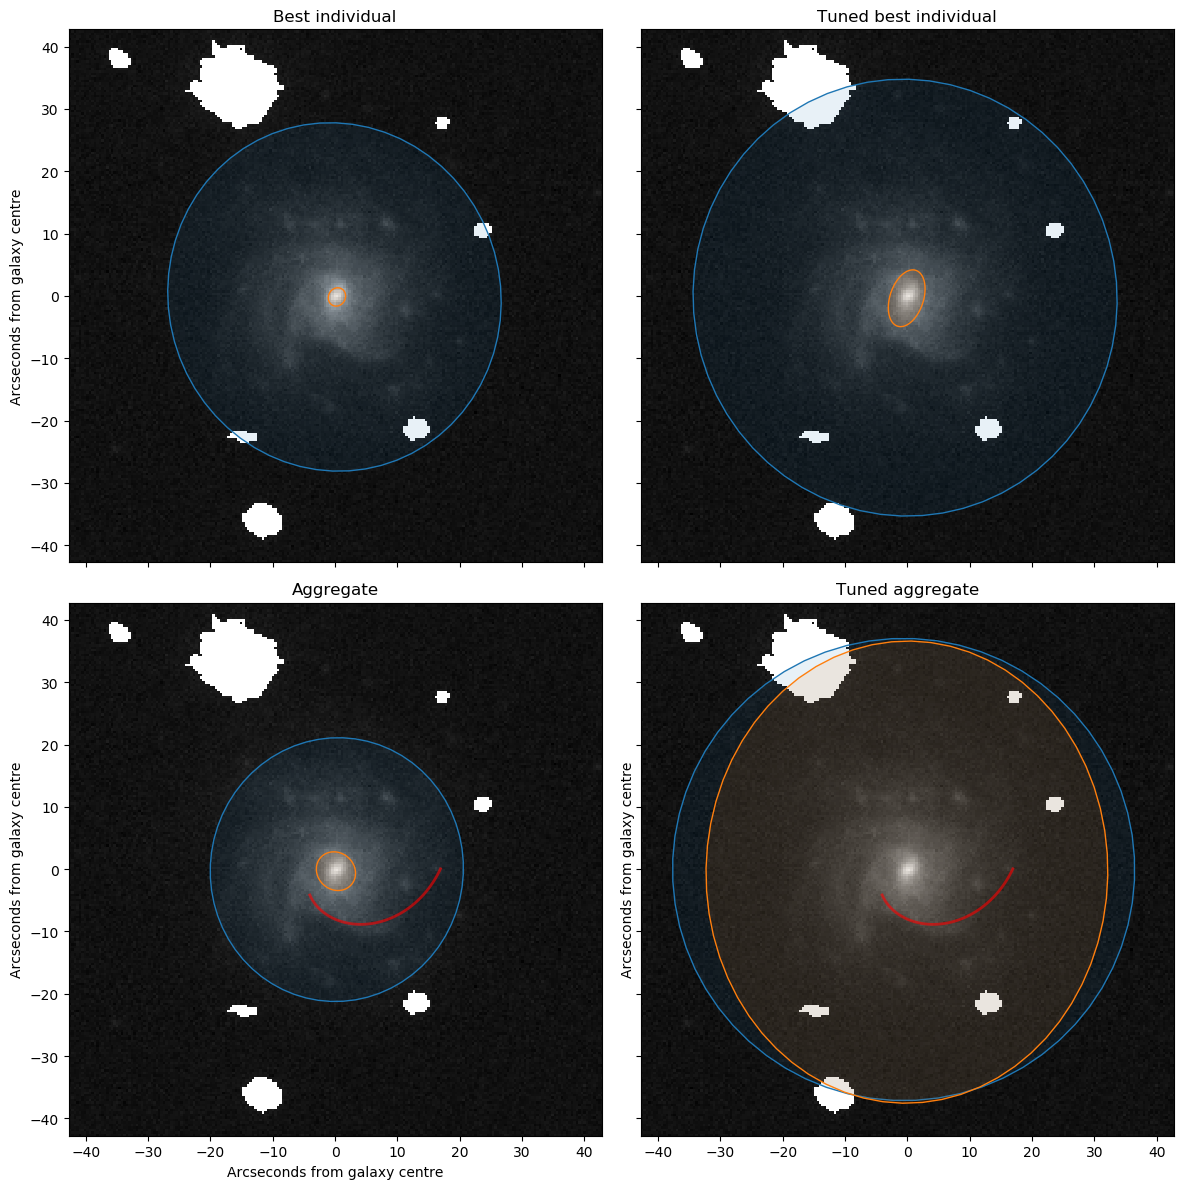 Best individual
Tuned best individual
40
30
20
10
0
−10
−20
−30
−40
Arcseconds from galaxy centre
Aggregate
Tuned aggregate
40
30
20
10
0
−10
−20
−30
−40
Arcseconds from galaxy centre
Arcseconds from galaxy centre
−40 −30 −20 −10 0 10 20 30 40
−40 −30 −20 −10 0 10 20 30 40
Arcseconds from galaxy centre